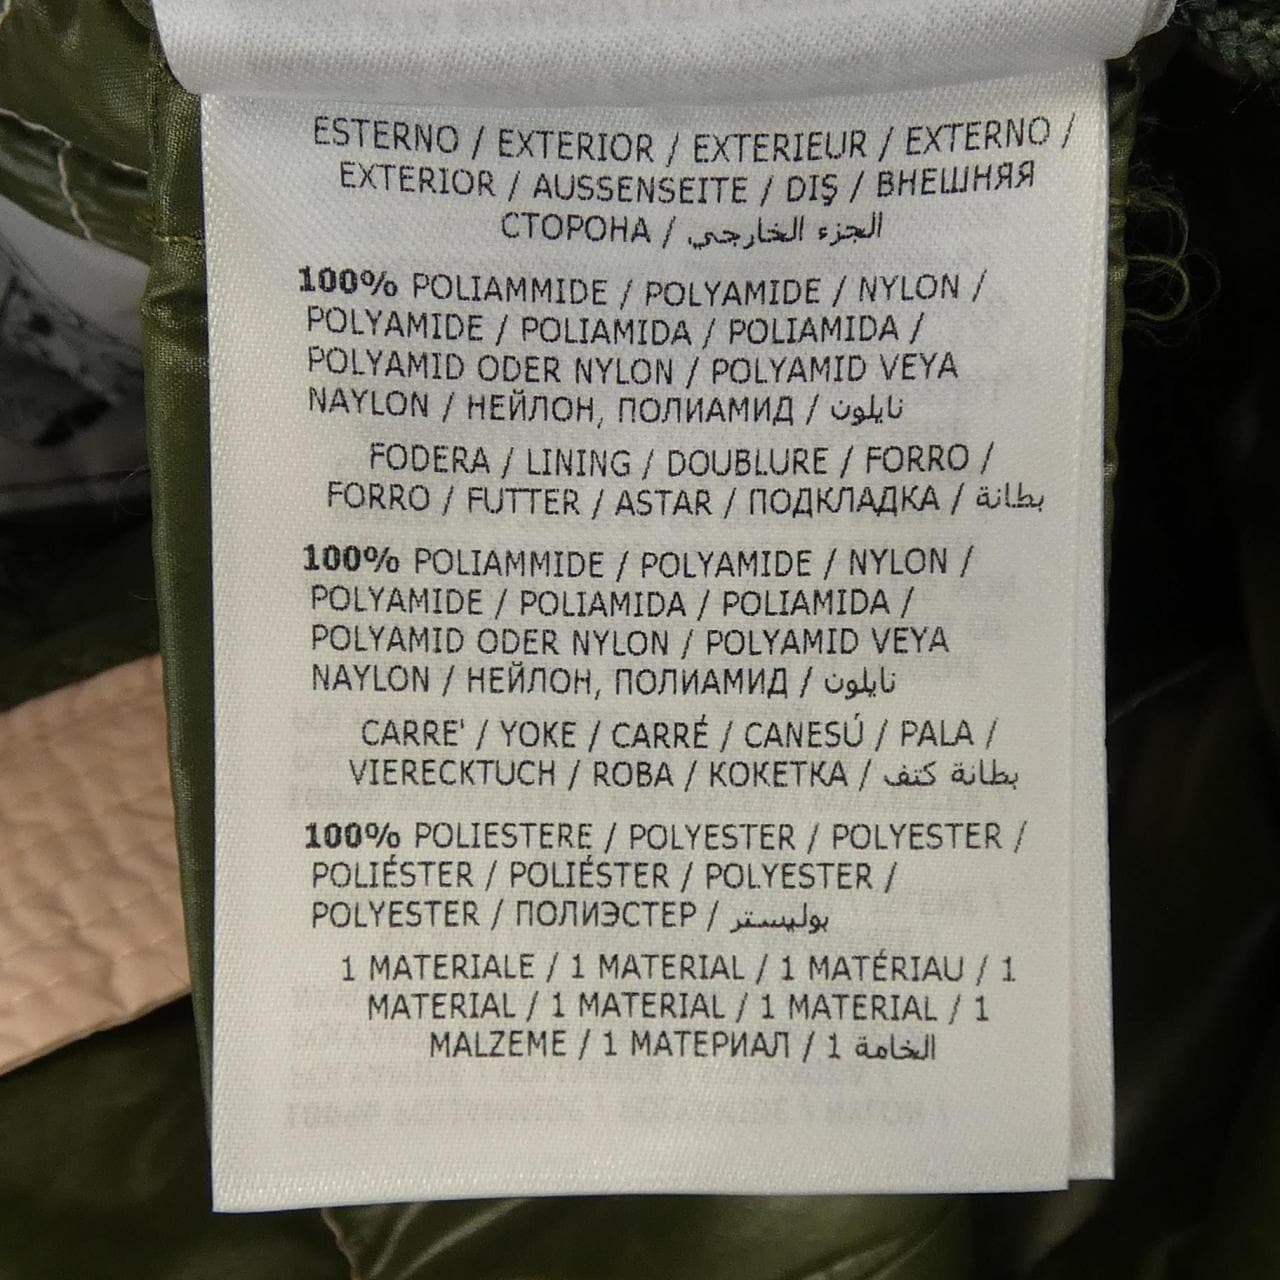 ESTERNO / EXTERIOR / EXTERIEUR / EXTERNO /
EXTERIOR / AUSSENSEITE / DIŞ / ВНЕШНЯЯ
СТОРОНА / الجزء الخارجي
100% POLIAMMIDE / POLYAMIDE / NYLON /
POLYAMIDE / POLIAMIDA / POLIAMIDA /
POLYAMID ODER NYLON / POLYAMID VEYA
NAYLON / НЕЙЛОН, ПОЛИАМИД / نايلون
FODERA / LINING / DOUBLURE / FORRO /
FORRO / FUTTER / ASTAR / ПОДКЛАДКА / بطانة
100% POLIAMMIDE / POLYAMIDE / NYLON /
POLYAMIDE / POLIAMIDA / POLIAMIDA /
POLYAMID ODER NYLON / POLYAMID VEYA
NAYLON / НЕЙЛОН, ПОЛИАМИД / نايلون
CARRE' / YOKE / CARRÉ / CANESÚ / PALA /
VIERECKTUCH / ROBA / КОКЕТКА / بطانة كتف
100% POLIESTERE / POLYESTER / POLYESTER /
POLIÉSTER / POLIÉSTER / POLYESTER /
POLYESTER / ПОЛИЭСТЕР / بوليستر
1 MATERIALE / 1 MATERIAL / 1 MATÉRIAU / 1
MATERIAL / 1 MATERIAL / 1 MATERIAL / 1
MALZEME / 1 МАТЕРИАЛ / 1 الخامة